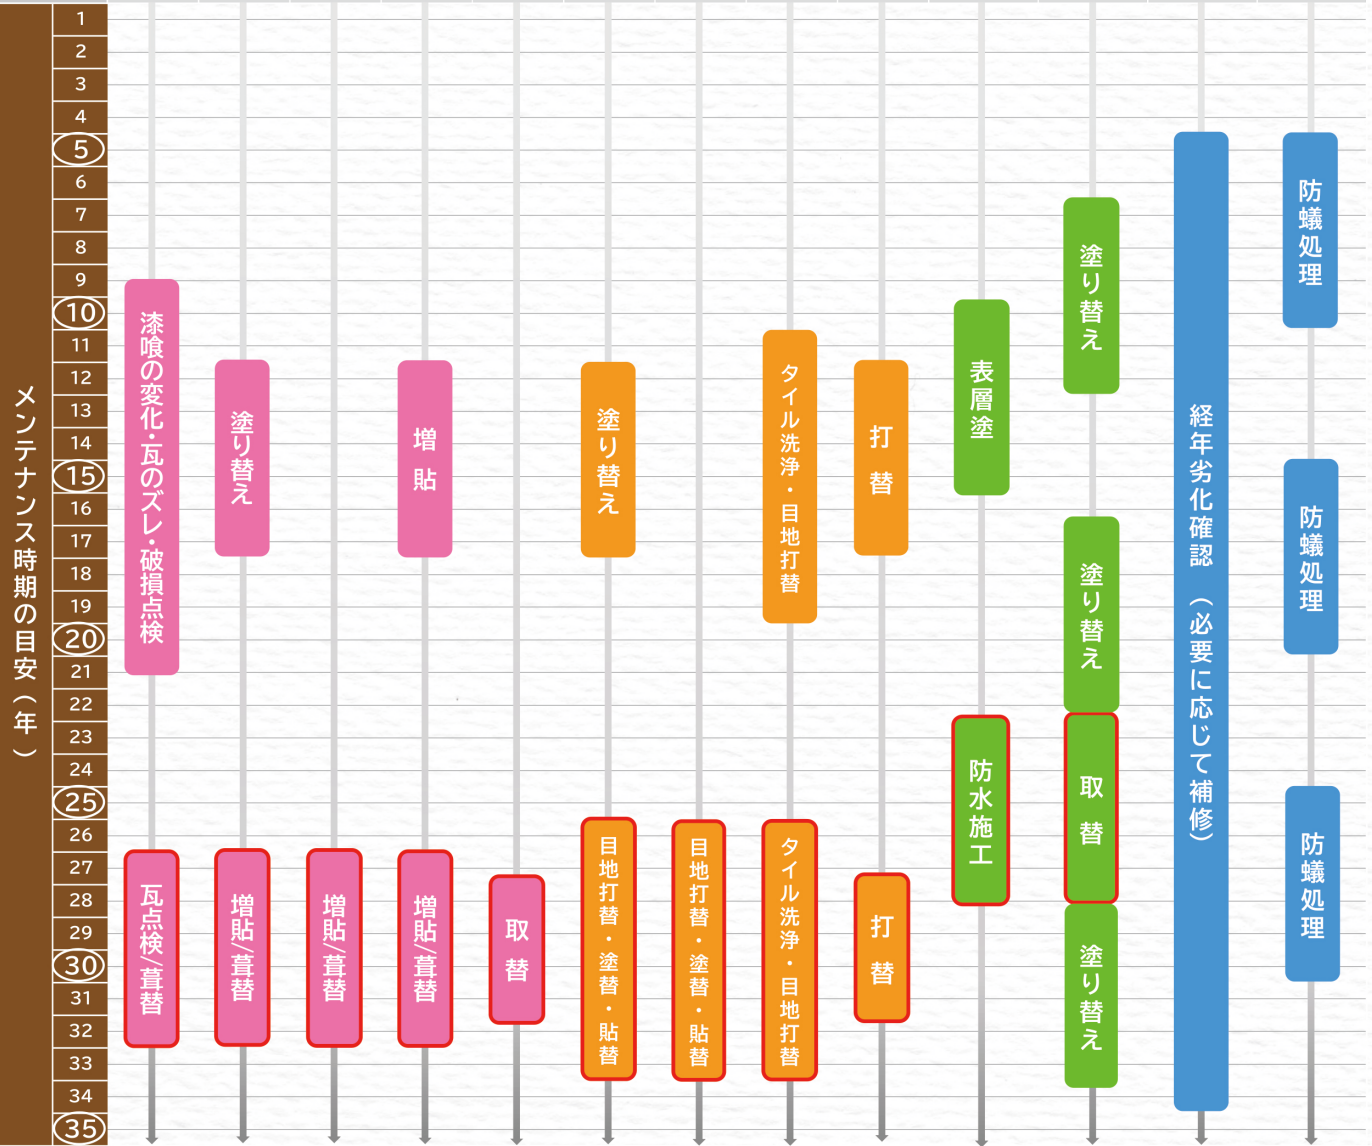 メンテナンス時期の目安(年)
1
2
3
4
5
6
7
8
9
10
11
12
13
14
15
16
17
18
19
20
21
22
23
24
25
26
27
28
29
30
31
32
33
34
35
漆喰の変化・瓦のズレ・破損点検
瓦点検/葺替
塗り替え
増貼/葺替
増貼/葺替
増貼
増貼/葺替
取替
塗り替え
目地打替・塗替・貼替
目地打替・塗替・貼替
タイル洗浄・目地打替
タイル洗浄・目地打替
打替
打替
表層塗
防水施工
塗り替え
塗り替え
取替
塗り替え
経年劣化確認 (必要に応じて補修)
防蟻処理
防蟻処理
防蟻処理